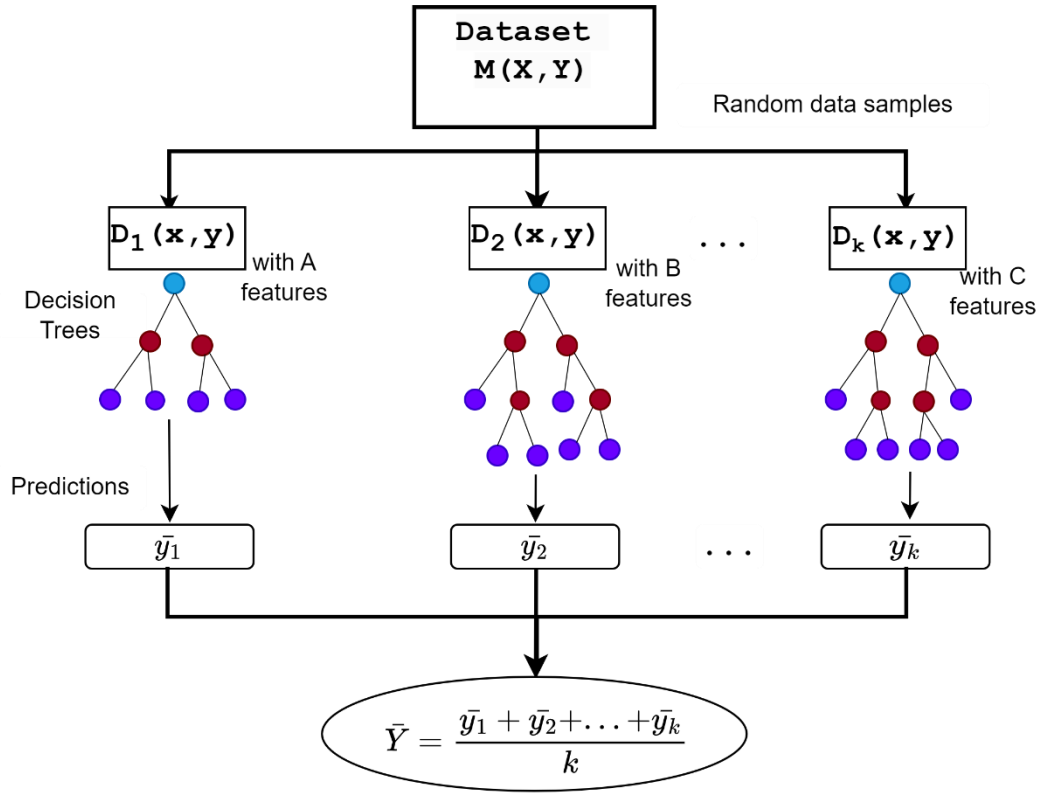 Dataset
M(X,Y)
Random data samples
D₁(x,y)
D₂(x,y)
. . .
Dₖ(x,y)
with A
features
with B
features
with C
features
Decision
Trees
Predictions
ȳ₁
ȳ₂
. . .
ȳₖ
Ȳ = (ȳ₁ + ȳ₂+. . . +ȳₖ) / k